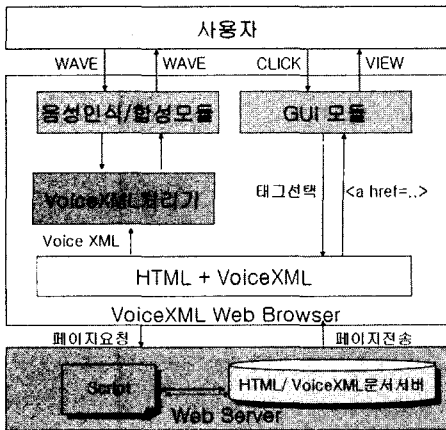 사용자
WAVE WAVE CLICK VIEW
음성인식/합성모듈 GUI 모듈
VoiceXML처리기
태그선택 <a href=..>
Voice XML
HTML + VoiceXML
VoiceXML Web Browser
페이지요청 페이지전송
Script HTML/ VoiceXML문서서버
Web Server